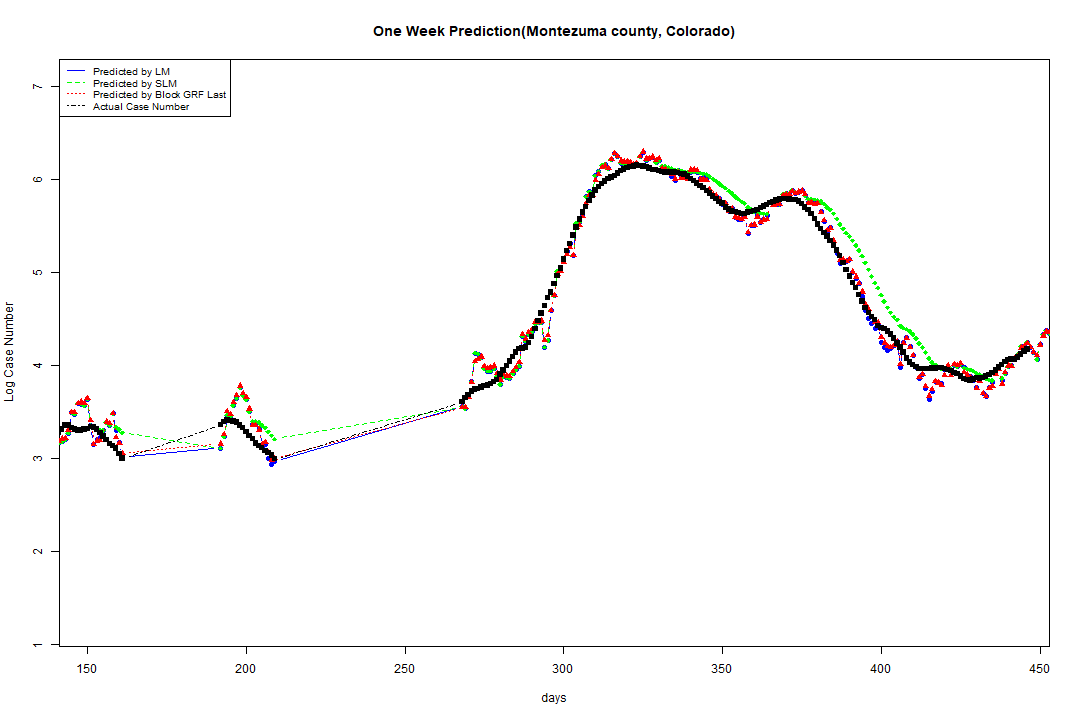 One Week Prediction(Montezuma county, Colorado)
Predicted by LM
Predicted by SLM
Predicted by Block GRF Last
Actual Case Number
7
6
5
4
3
2
1
Log Case Number
150 200 250 300 350 400 450
days